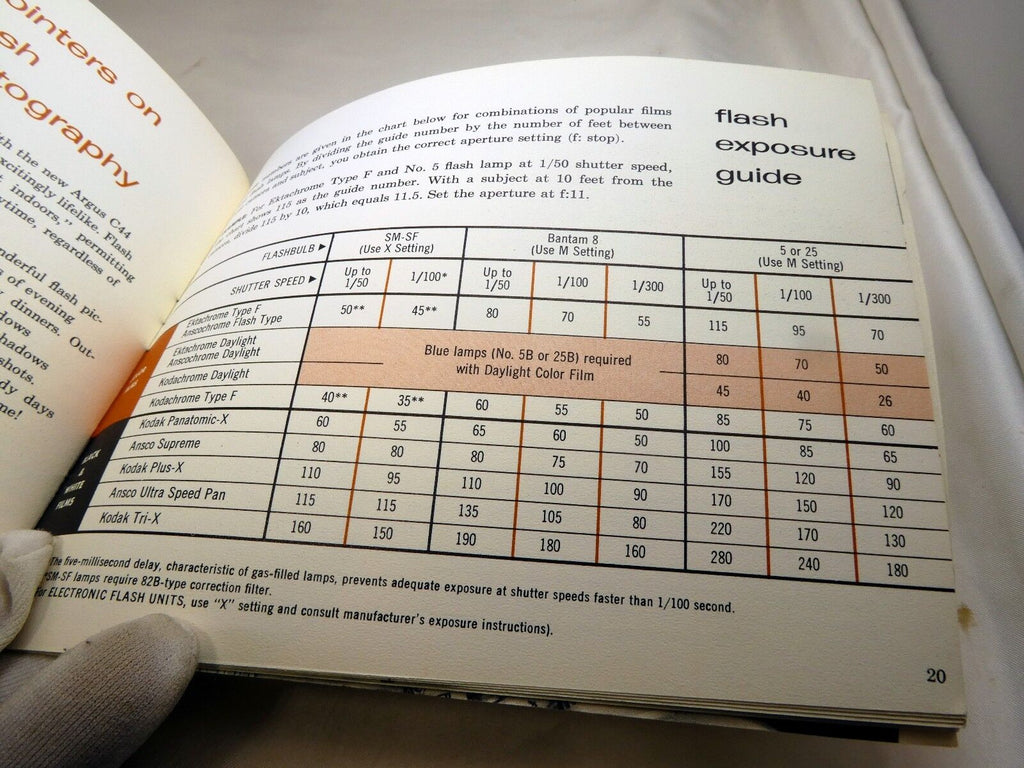 ointers on
sh
tography
ith the new Argus C-44
xcitingly lifelike. Flash
t indoors," permitting
ytime, regardless of
nderful flash pic-
s of evening
dinners. Out-
dows
shadows
shots.
dy days
me!
flash
exposure
guide
are given in the chart below for combinations of popular films
lamps. By dividing the guide number by the number of feet between
and subject, you obtain the correct aperture setting (f: stop).
For Ektachrome Type F and No. 5 flash lamp at 1/50 shutter speed,
chart shows 115 as the guide number. With a subject at 10 feet from the
divide 115 by 10, which equals 11.5. Set the aperture at f:11.
FLASHBULB ▶ SM-SF (Use X Setting) Bantam 8 (Use M Setting) 5 or 25 (Use M Setting)
SHUTTER SPEED ▶ Up to 1/50 1/100* Up to 1/50 1/100 1/300 Up to 1/50 1/100 1/300
Ektachrome Type F
Anscochrome Flash Type 50** 45** 80 70 55 115 95 70
Ektachrome Daylight
Anscochrome Daylight 80 70 50
Blue lamps (No. 5B or 25B) required
with Daylight Color Film
Kodachrome Daylight 45 40 26
Kodachrome Type F 40** 35** 60 55 50 85 75 60
Kodak Panatomic-X 60 55 65 60 50 100 85 65
Ansco Supreme 80 80 80 75 70 155 120 90
Kodak Plus-X 110 95 110 100 90 170 150 120
Ansco Ultra Speed Pan 115 115 135 105 80 220 170 130
Kodak Tri-X 160 150 190 180 160 280 240 180
&
WHITE
FILMS
The five-millisecond delay, characteristic of gas-filled lamps, prevents adequate exposure at shutter speeds faster than 1/100 second.
*SM-SF lamps require 82B-type correction filter.
For ELECTRONIC FLASH UNITS, use "X" setting and consult manufacturer's exposure instructions).
20